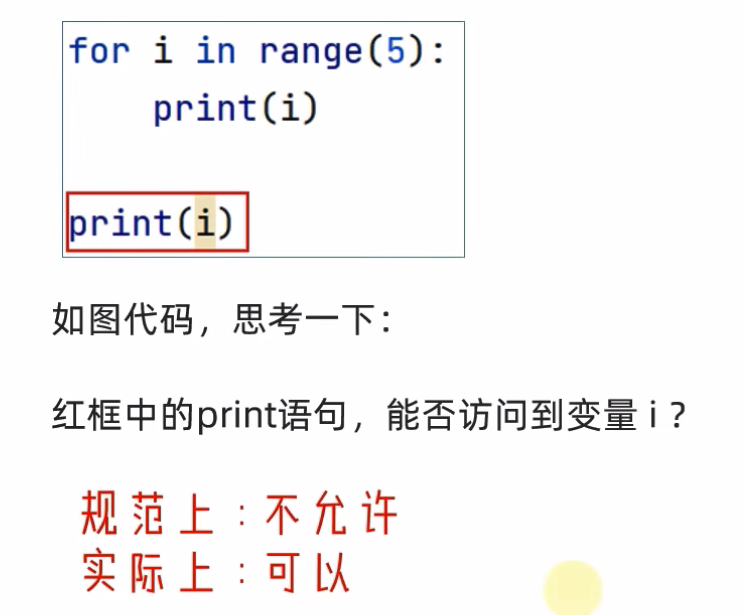 for i in range(5):
    print(i)
print(i)
如图代码，思考一下：
红框中的print语句，能否访问到变量 i ?
规范上：不允许
实际上：可以